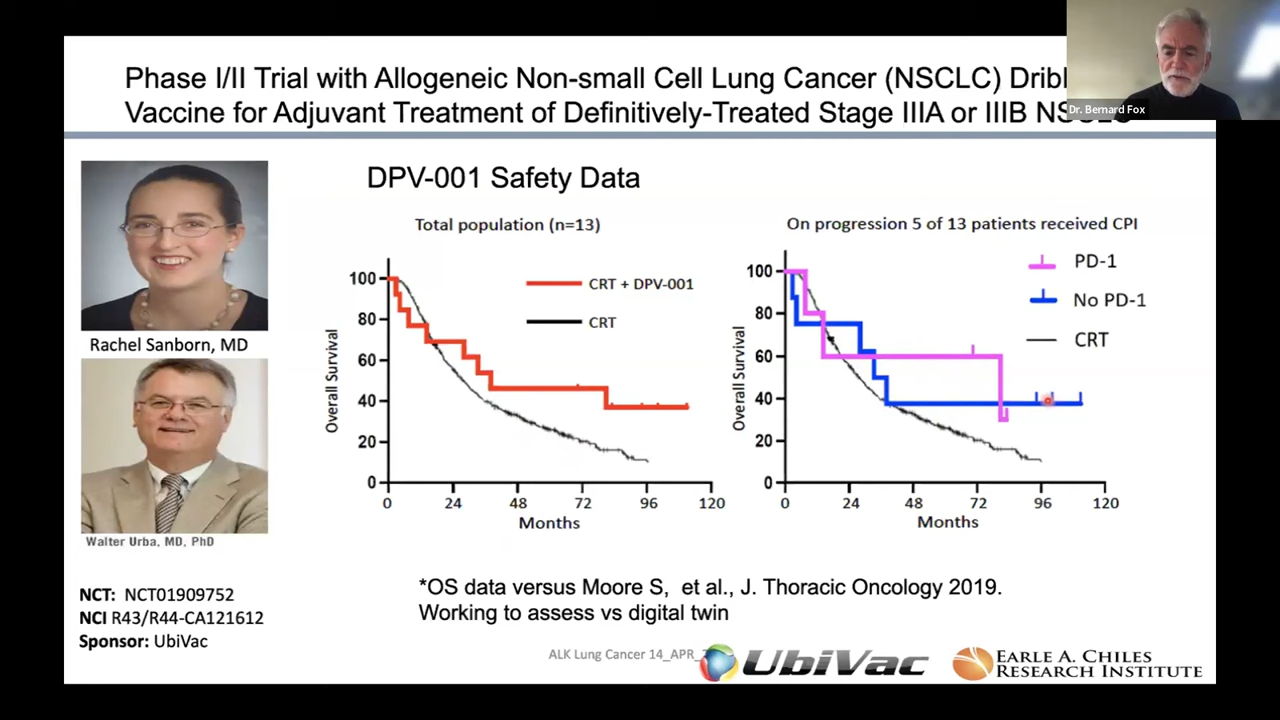 Phase I/II Trial with Allogeneic Non-small Cell Lung Cancer (NSCLC)
Vaccine for Adjuvant Treatment of Definitively-Treated Stage IIIA or IIIB
Dr. Bernard Fox
DPV-001 Safety Data
Rachel Sanborn, MD
Walter Urba, MD, PhD
Total population (n=13)
CRT + DPV-001
CRT
Overall Survival
100
80
60
40
20
0
0 24 48 72 96 120
Months
On progression 5 of 13 patients received CPI
PD-1
No PD-1
CRT
Overall Survival
100
80
60
40
20
0
0 24 48 72 96 120
Months
NCT: NCT01909752
NCI R43/R44-CA121612
Sponsor: UbiVac
*OS data versus Moore S, et al., J. Thoracic Oncology 2019.
Working to assess vs digital twin
ALK Lung Cancer 14_APR_
UbiVac
EARLE A. CHILES
RESEARCH INSTITUTE